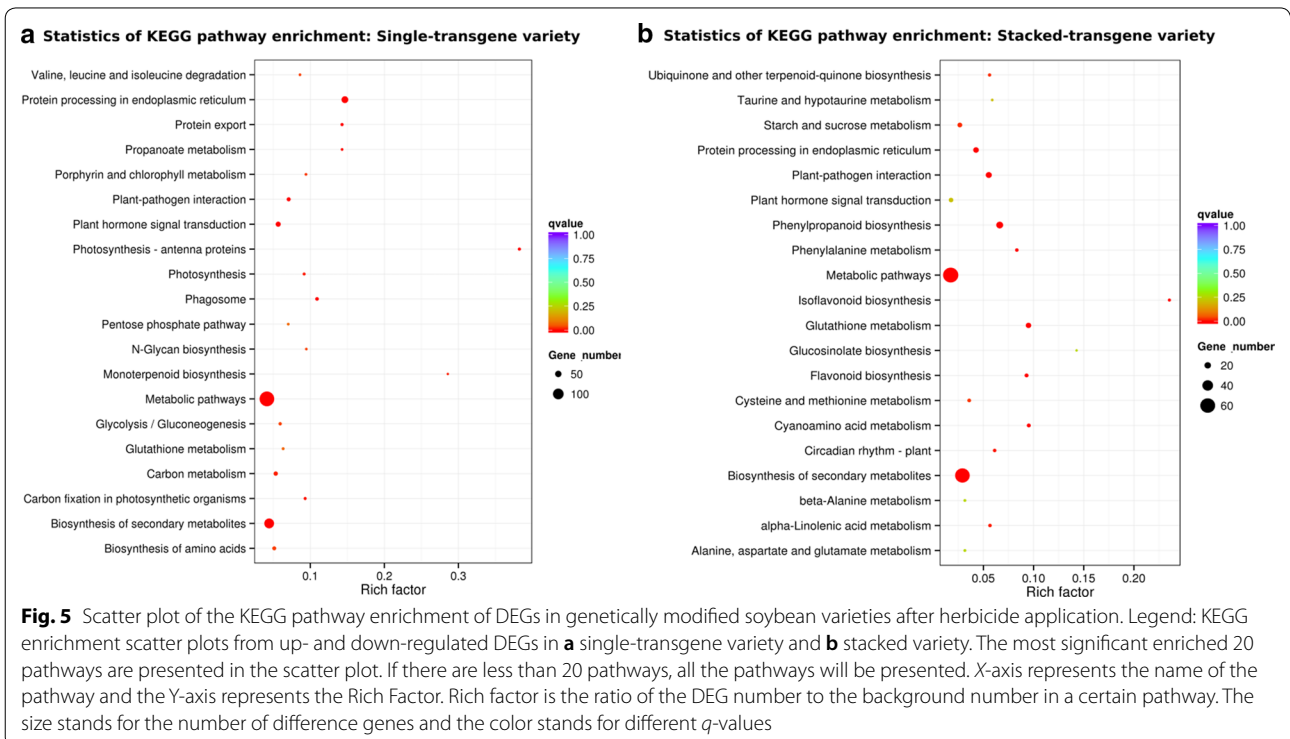 a Statistics of KEGG pathway enrichment: Single-transgene variety
Valine, leucine and isoleucine degradation
Protein processing in endoplasmic reticulum
Protein export
Propanoate metabolism
Porphyrin and chlorophyll metabolism
Plant-pathogen interaction
Plant hormone signal transduction
Photosynthesis - antenna proteins
Photosynthesis
Phagosome
Pentose phosphate pathway
N-Glycan biosynthesis
Monoterpenoid biosynthesis
Metabolic pathways
Glycolysis / Gluconeogenesis
Glutathione metabolism
Carbon metabolism
Carbon fixation in photosynthetic organisms
Biosynthesis of secondary metabolites
Biosynthesis of amino acids
0.1 0.2 0.3
Rich factor
qvalue
1.00
0.75
0.50
0.25
0.00
Gene_number
50
100
b Statistics of KEGG pathway enrichment: Stacked-transgene variety
Ubiquinone and other terpenoid-quinone biosynthesis
Taurine and hypotaurine metabolism
Starch and sucrose metabolism
Protein processing in endoplasmic reticulum
Plant-pathogen interaction
Plant hormone signal transduction
Phenylpropanoid biosynthesis
Phenylalanine metabolism
Metabolic pathways
Isoflavonoid biosynthesis
Glutathione metabolism
Glucosinolate biosynthesis
Flavonoid biosynthesis
Cysteine and methionine metabolism
Cyanoamino acid metabolism
Circadian rhythm - plant
Biosynthesis of secondary metabolites
beta-Alanine metabolism
alpha-Linolenic acid metabolism
Alanine, aspartate and glutamate metabolism
0.05 0.10 0.15 0.20
Rich factor
qvalue
1.00
0.75
0.50
0.25
0.00
Gene_number
20
40
60
Fig. 5 Scatter plot of the KEGG pathway enrichment of DEGs in genetically modified soybean varieties after herbicide application. Legend: KEGG
enrichment scatter plots from up- and down-regulated DEGs in a single-transgene variety and b stacked variety. The most significant enriched 20
pathways are presented in the scatter plot. If there are less than 20 pathways, all the pathways will be presented. X-axis represents the name of the
pathway and the Y-axis represents the Rich Factor. Rich factor is the ratio of the DEG number to the background number in a certain pathway. The
size stands for the number of difference genes and the color stands for different q-values